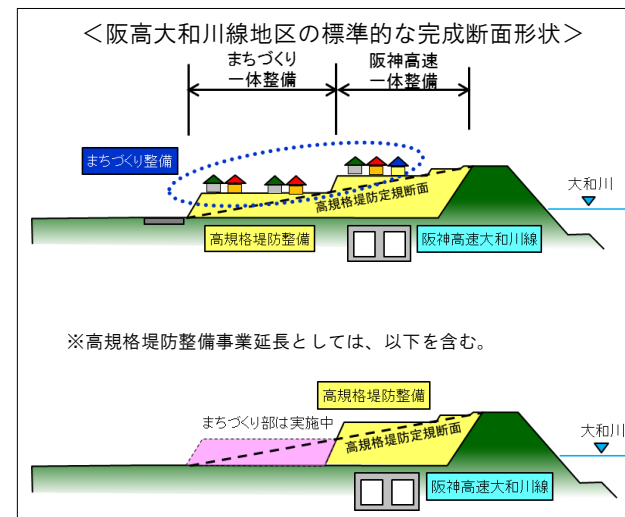 ＜阪高大和川線地区の標準的な完成断面形状＞
まちづくり
一体整備
阪神高速
一体整備
まちづくり整備
大和川
高規格堤防定規断面
高規格堤防整備
阪神高速大和川線
※高規格堤防整備事業延長としては、以下を含む。
高規格堤防整備
まちづくり部は実施中
大和川
高規格堤防定規断面
阪神高速大和川線